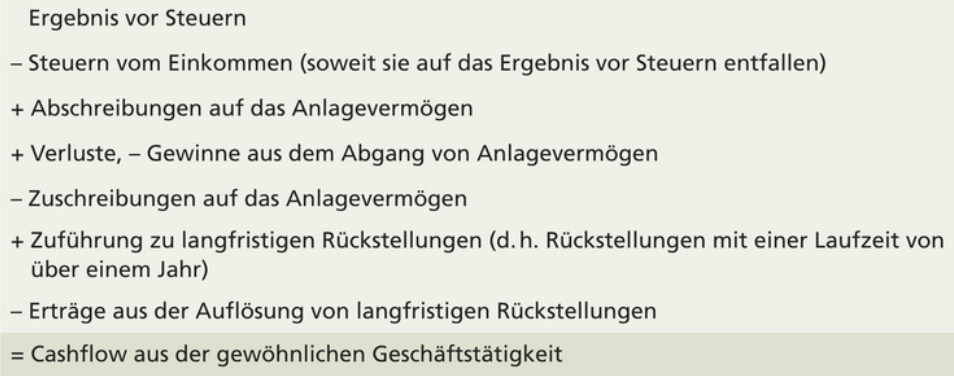 Ergebnis vor Steuern
– Steuern vom Einkommen (soweit sie auf das Ergebnis vor Steuern entfallen)
+ Abschreibungen auf das Anlagevermögen
+ Verluste, – Gewinne aus dem Abgang von Anlagevermögen
– Zuschreibungen auf das Anlagevermögen
+ Zuführung zu langfristigen Rückstellungen (d. h. Rückstellungen mit einer Laufzeit von
über einem Jahr)
– Erträge aus der Auflösung von langfristigen Rückstellungen
= Cashflow aus der gewöhnlichen Geschäftstätigkeit